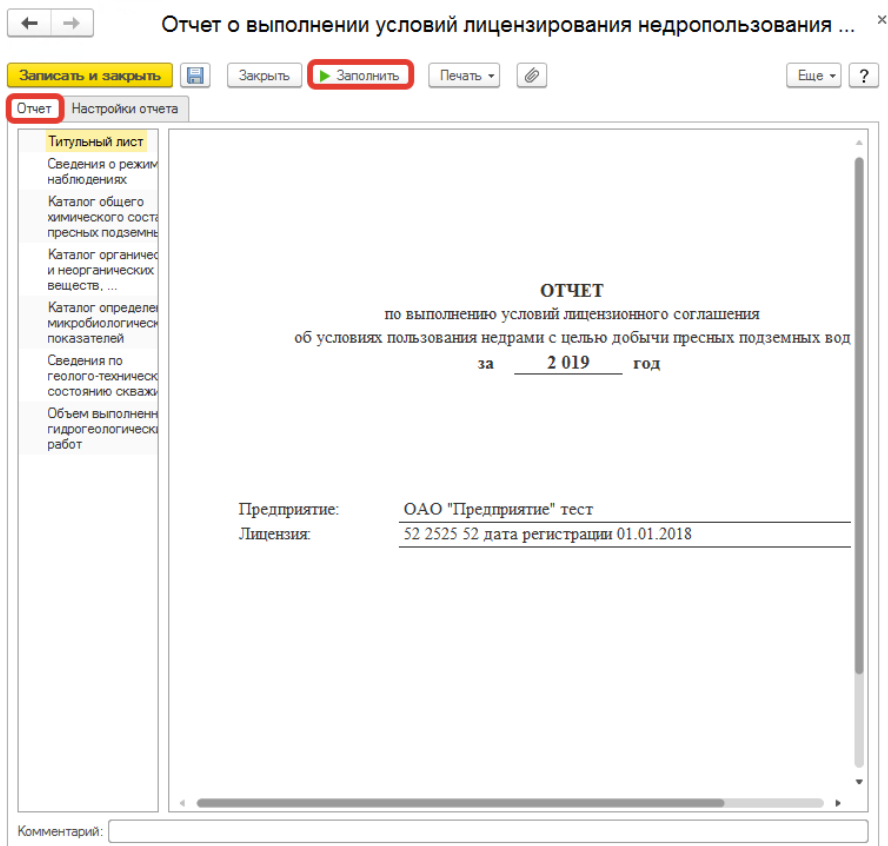 Отчет о выполнении условий лицензирования недропользования ...
Записать и закрыть Закрыть Заполнить Печать Еще ?
Отчет Настройки отчета
Титульный лист
Сведения о режим
наблюдениях
Каталог общего
химического соста
пресных подземнь
Каталог органичес
и неорганических
веществ, ...
Каталог определен
микробиологическ
показателей
Сведения по
геолого-техническ
состоянию скважи
Объем выполненн
гидрогеологически
работ
ОТЧЕТ
по выполнению условий лицензионного соглашения
об условиях пользования недрами с целью добычи пресных подземных вод
за 2 019 год
Предприятие: ОАО "Предприятие" тест
Лицензия: 52 2525 52 дата регистрации 01.01.2018
Комментарий: